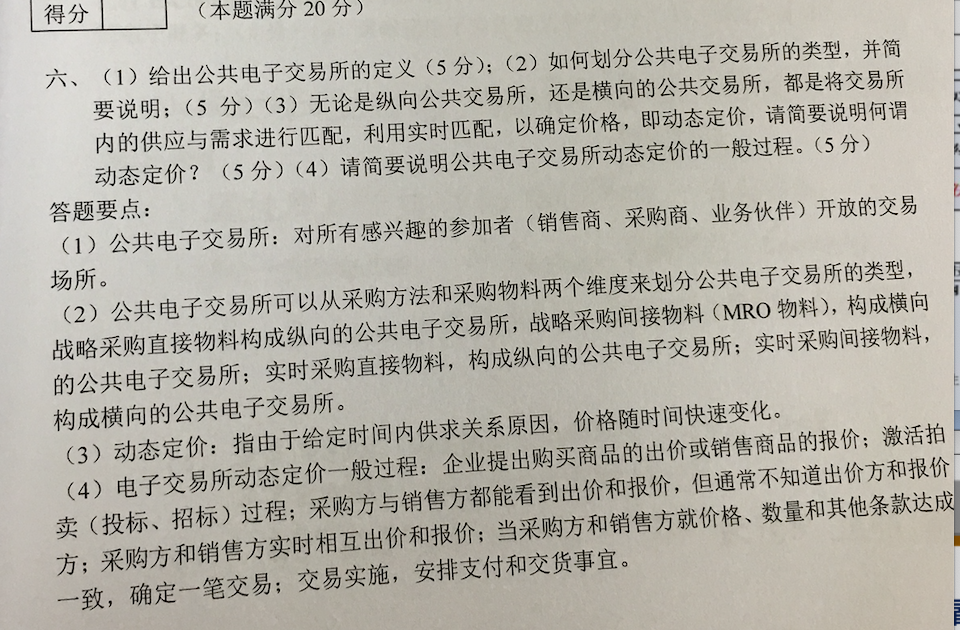 得分
（本题满分 20 分）
六、（1）给出公共电子交易所的定义（5 分）；（2）如何划分公共电子交易所的类型，并简
要说明；（5 分）（3）无论是纵向公共交易所，还是横向的公共交易所，都是将交易所
内的供应与需求进行匹配，利用实时匹配，以确定价格，即动态定价，请简要说明何谓
动态定价？（5 分）（4）请简要说明公共电子交易所动态定价的一般过程。（5 分）
答题要点：
（1）公共电子交易所：对所有感兴趣的参加者（销售商、采购商、业务伙伴）开放的交易
场所。
（2）公共电子交易所可以从采购方法和采购物料两个维度来划分公共电子交易所的类型，
战略采购直接物料构成纵向的公共电子交易所，战略采购间接物料（MRO 物料），构成横向
的公共电子交易所；实时采购直接物料，构成纵向的公共电子交易所；实时采购间接物料，
构成横向的公共电子交易所。
（3）动态定价：指由于给定时间内供求关系原因，价格随时间快速变化。
（4）电子交易所动态定价一般过程：企业提出购买商品的出价或销售商品的报价；激活拍
卖（投标、招标）过程；采购方与销售方都能看到出价和报价，但通常不知道出价方和报价
方；采购方和销售方实时相互出价和报价；当采购方和销售方就价格、数量和其他条款达成
一致，确定一笔交易；交易实施，安排支付和交货事宜。